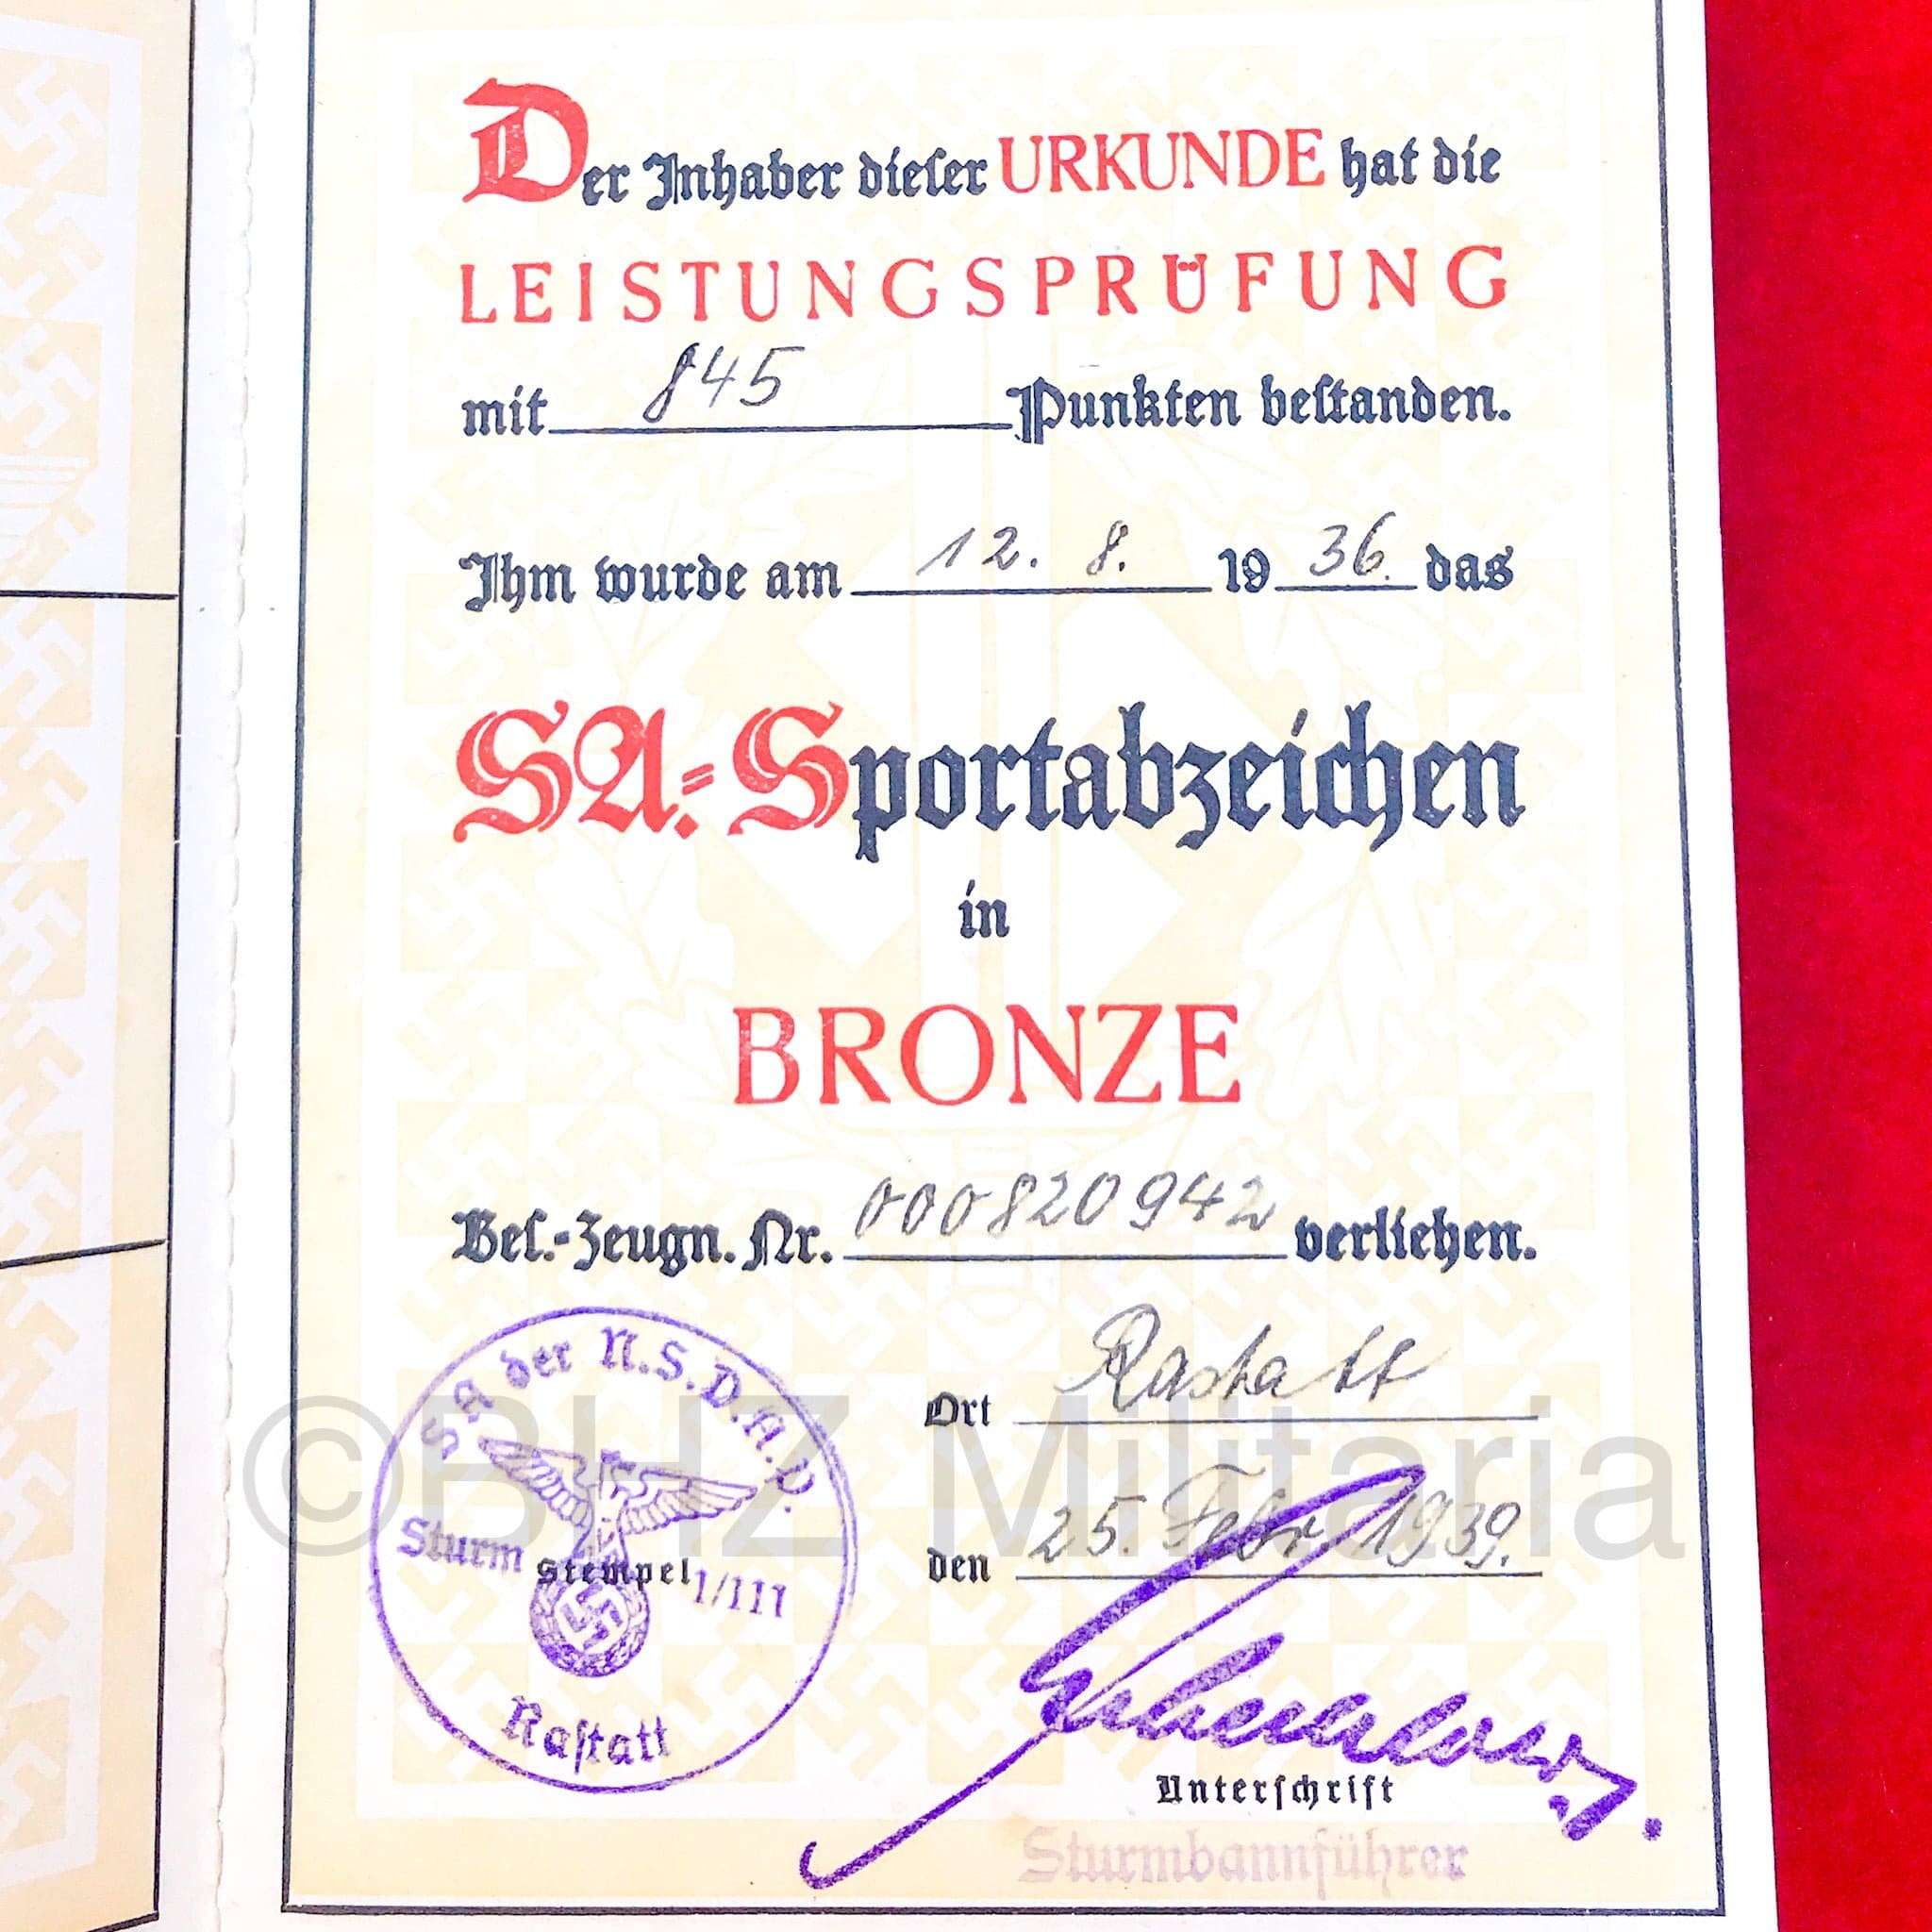 Der Inhaber dieser URKUNDE hat die
LEISTUNGSPRÜFUNG
mit 845 Punkten bestanden.
Ihm wurde am 12. 8. 1936. das
SA.-Sportabzeichen
in
BRONZE
Bes.-Zeugn. Nr. 000820942 verliehen.
SA der N.S.D.A.P.
Sturm 1/111
Stempel
Rastatt
Ort Rastatt
den 25. Febr. 1939.
Unterschrift
Sturmbannführer
©BHZ Militaria